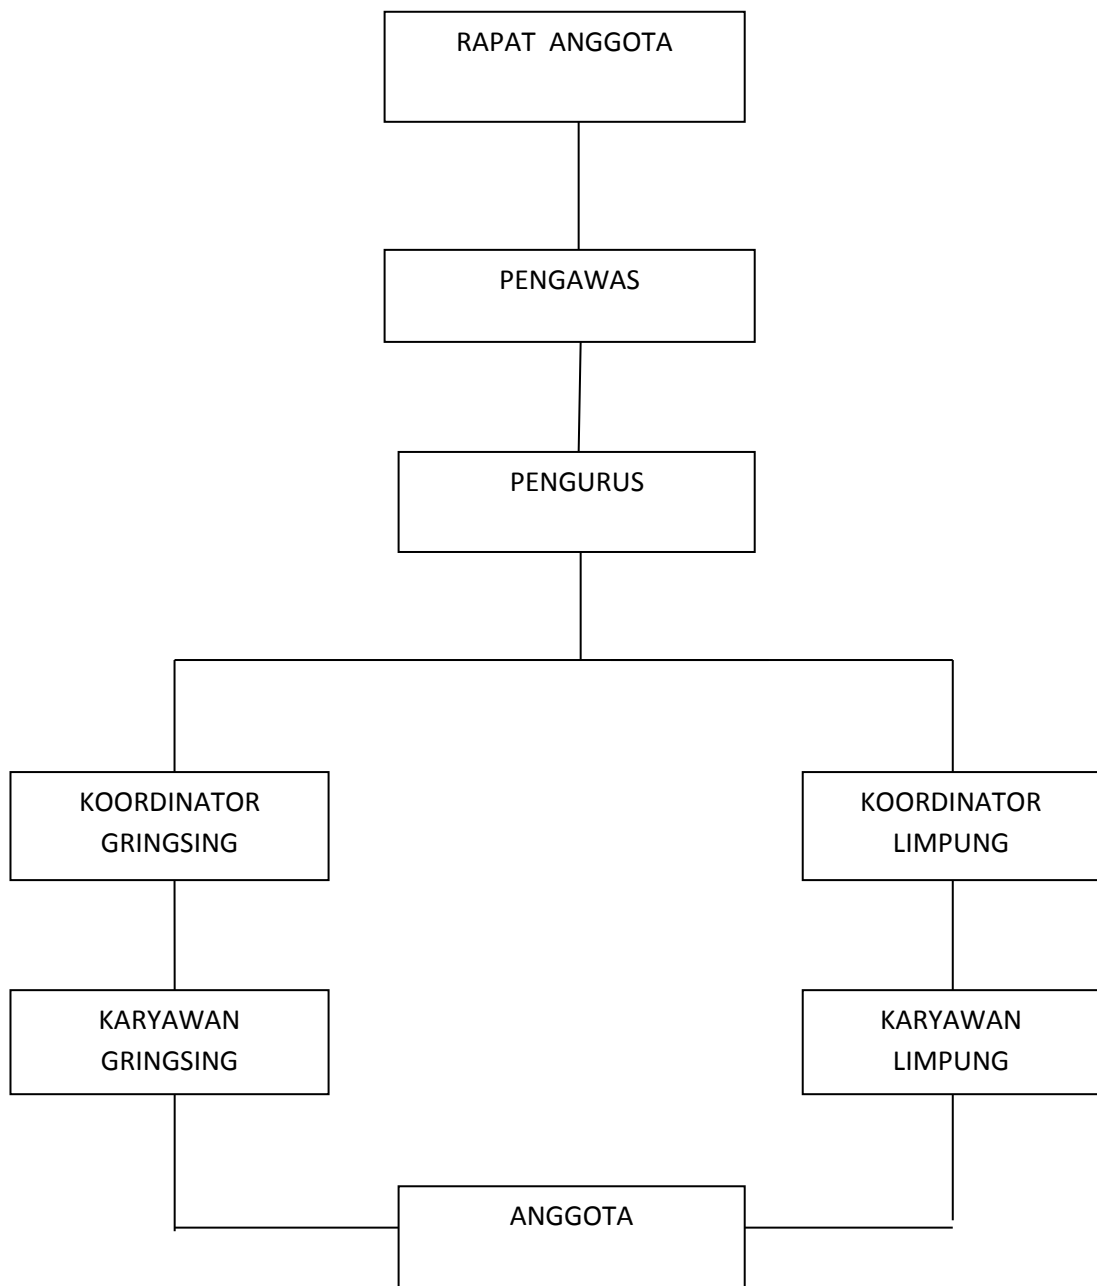 RAPAT ANGGOTA
PENGAWAS
PENGURUS
KOORDINATOR
GRINGSING
KOORDINATOR
LIMPUNG
KARYAWAN
GRINGSING
KARYAWAN
LIMPUNG
ANGGOTA